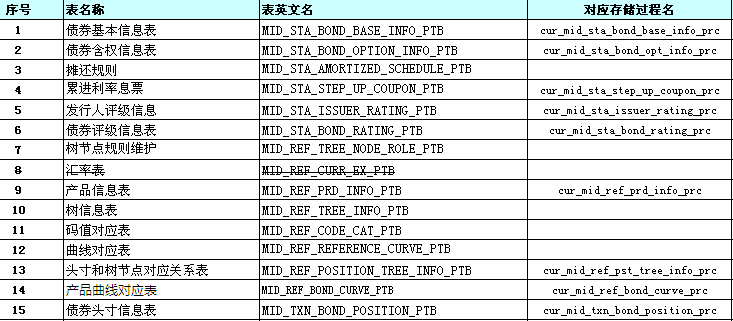 序号 表名称 表英文名 对应存储过程名
1 债券基本信息表 MID_STA_BOND_BASE_INFO_PTB cur_mid_sta_bond_base_info_prc
2 债券含权信息表 MID_STA_BOND_OPTION_INFO_PTB cur_mid_sta_bond_opt_info_prc
3 摊还规则 MID_STA_AMORTIZED_SCHEDULE_PTB
4 累进利率息票 MID_STA_STEP_UP_COUPON_PTB cur_mid_sta_step_up_coupon_prc
5 发行人评级信息 MID_STA_ISSUER_RATING_PTB cur_mid_sta_issuer_rating_prc
6 债券评级信息表 MID_STA_BOND_RATING_PTB cur_mid_sta_bond_rating_prc
7 树节点规则维护 MID_REF_TREE_NODE_ROLE_PTB
8 汇率表 MID_REF_CURR_EX_PTB
9 产品信息表 MID_REF_PRD_INFO_PTB cur_mid_ref_prd_info_prc
10 树信息表 MID_REF_TREE_INFO_PTB
11 码值对应表 MID_REF_CODE_CAT_PTB
12 曲线对应表 MID_REF_REFERENCE_CURVE_PTB
13 头寸和树节点对应关系表 MID_REF_POSITION_TREE_INFO_PTB cur_mid_ref_pst_tree_info_prc
14 产品曲线对应表 MID_REF_BOND_CURVE_PTB cur_mid_ref_bond_curve_prc
15 债券头寸信息表 MID_TXN_BOND_POSITION_PTB cur_mid_txn_bond_position_prc